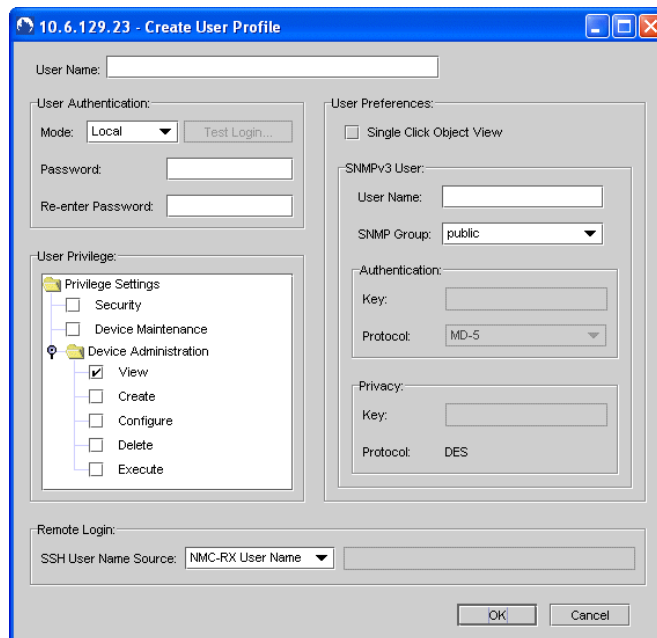 10.6.129.23 - Create User Profile
User Name:
User Authentication:
Mode: Local Test Login...
Password:
Re-enter Password:
User Privilege:
Privilege Settings
Security
Device Maintenance
Device Administration
View
Create
Configure
Delete
Execute
User Preferences:
Single Click Object View
SNMPv3 User:
User Name:
SNMP Group: public
Authentication:
Key:
Protocol: MD-5
Privacy:
Key:
Protocol: DES
Remote Login:
SSH User Name Source: NMC-RX User Name
OK Cancel